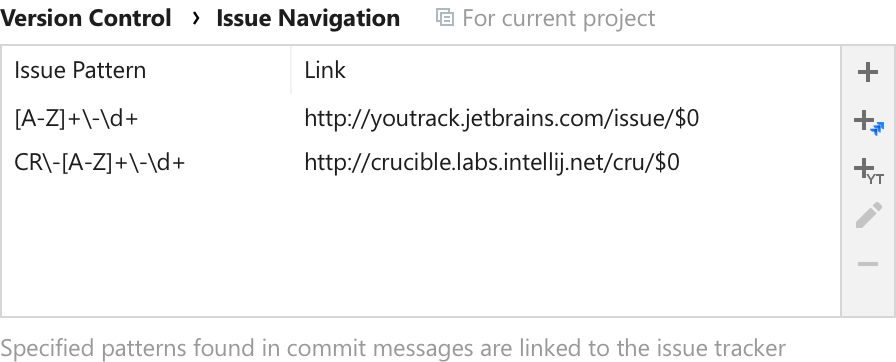 Version Control › Issue Navigation For current project
Issue Pattern Link
[A-Z]+\-\d+ http://youtrack.jetbrains.com/issue/$0
CR\-[A-Z]+\-\d+ http://crucible.labs.intellij.net/cru/$0
YT
Specified patterns found in commit messages are linked to the issue tracker